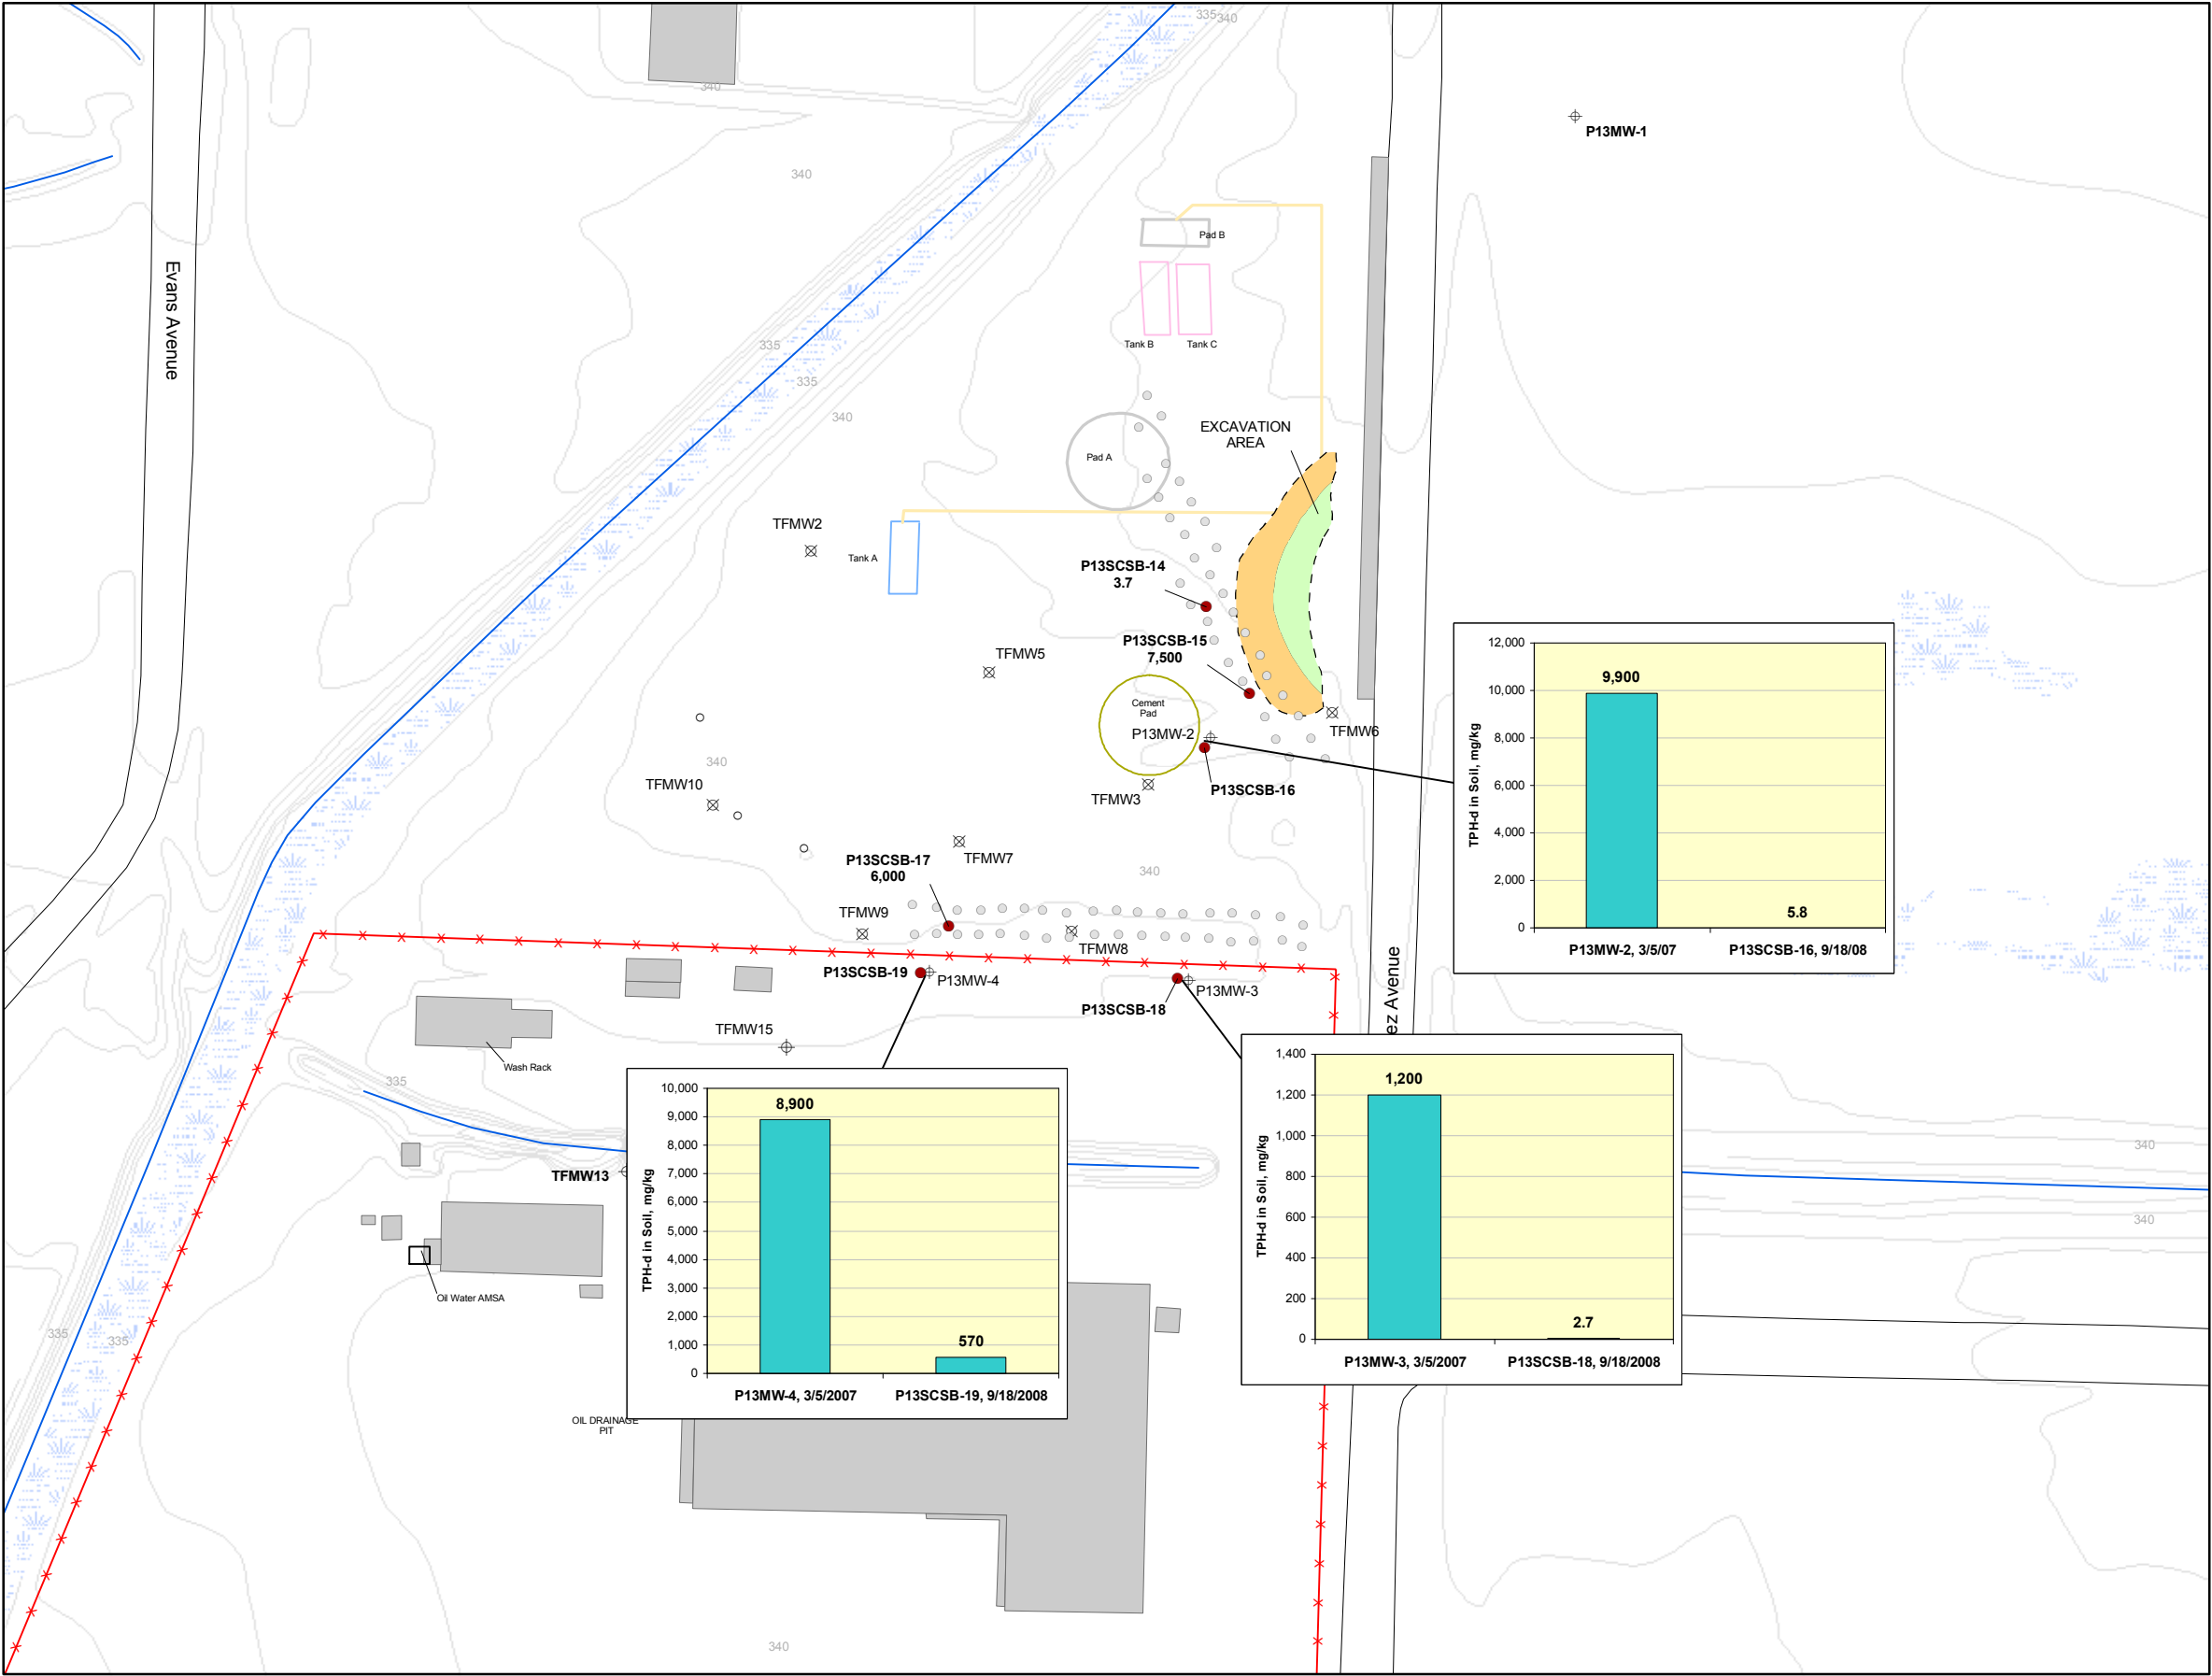 335
340
340
P13MW-1
340
Pad B
Evans Avenue
335
Tank B
Tank C
335
340
EXCAVATION
AREA
Pad A
TFMW2
Tank A
P13SCSB-14
3.7
P13SCSB-15
7,500
TFMW5
Cement
Pad
P13MW-2
TFMW6
340
TFMW10
TFMW3
P13SCSB-16
TPH-d in Soil, mg/kg
12,000
10,000
8,000
6,000
4,000
2,000
0
9,900
5.8
P13MW-2, 3/5/07
P13SCSB-16, 9/18/08
TFMW7
P13SCSB-17
6,000
340
TFMW9
TFMW8
P13SCSB-19
P13MW-4
P13MW-3
P13SCSB-18
ez Avenue
TFMW15
Wash Rack
335
TFMW13
TPH-d in Soil, mg/kg
10,000
9,000
8,000
7,000
6,000
5,000
4,000
3,000
2,000
1,000
0
8,900
570
P13MW-4, 3/5/2007
P13SCSB-19, 9/18/2008
TPH-d in Soil, mg/kg
1,400
1,200
1,000
800
600
400
200
0
1,200
2.7
P13MW-3, 3/5/2007
P13SCSB-18, 9/18/2008
340
340
Oil Water AMSA
335
335
OIL DRAINAGE
PIT
340